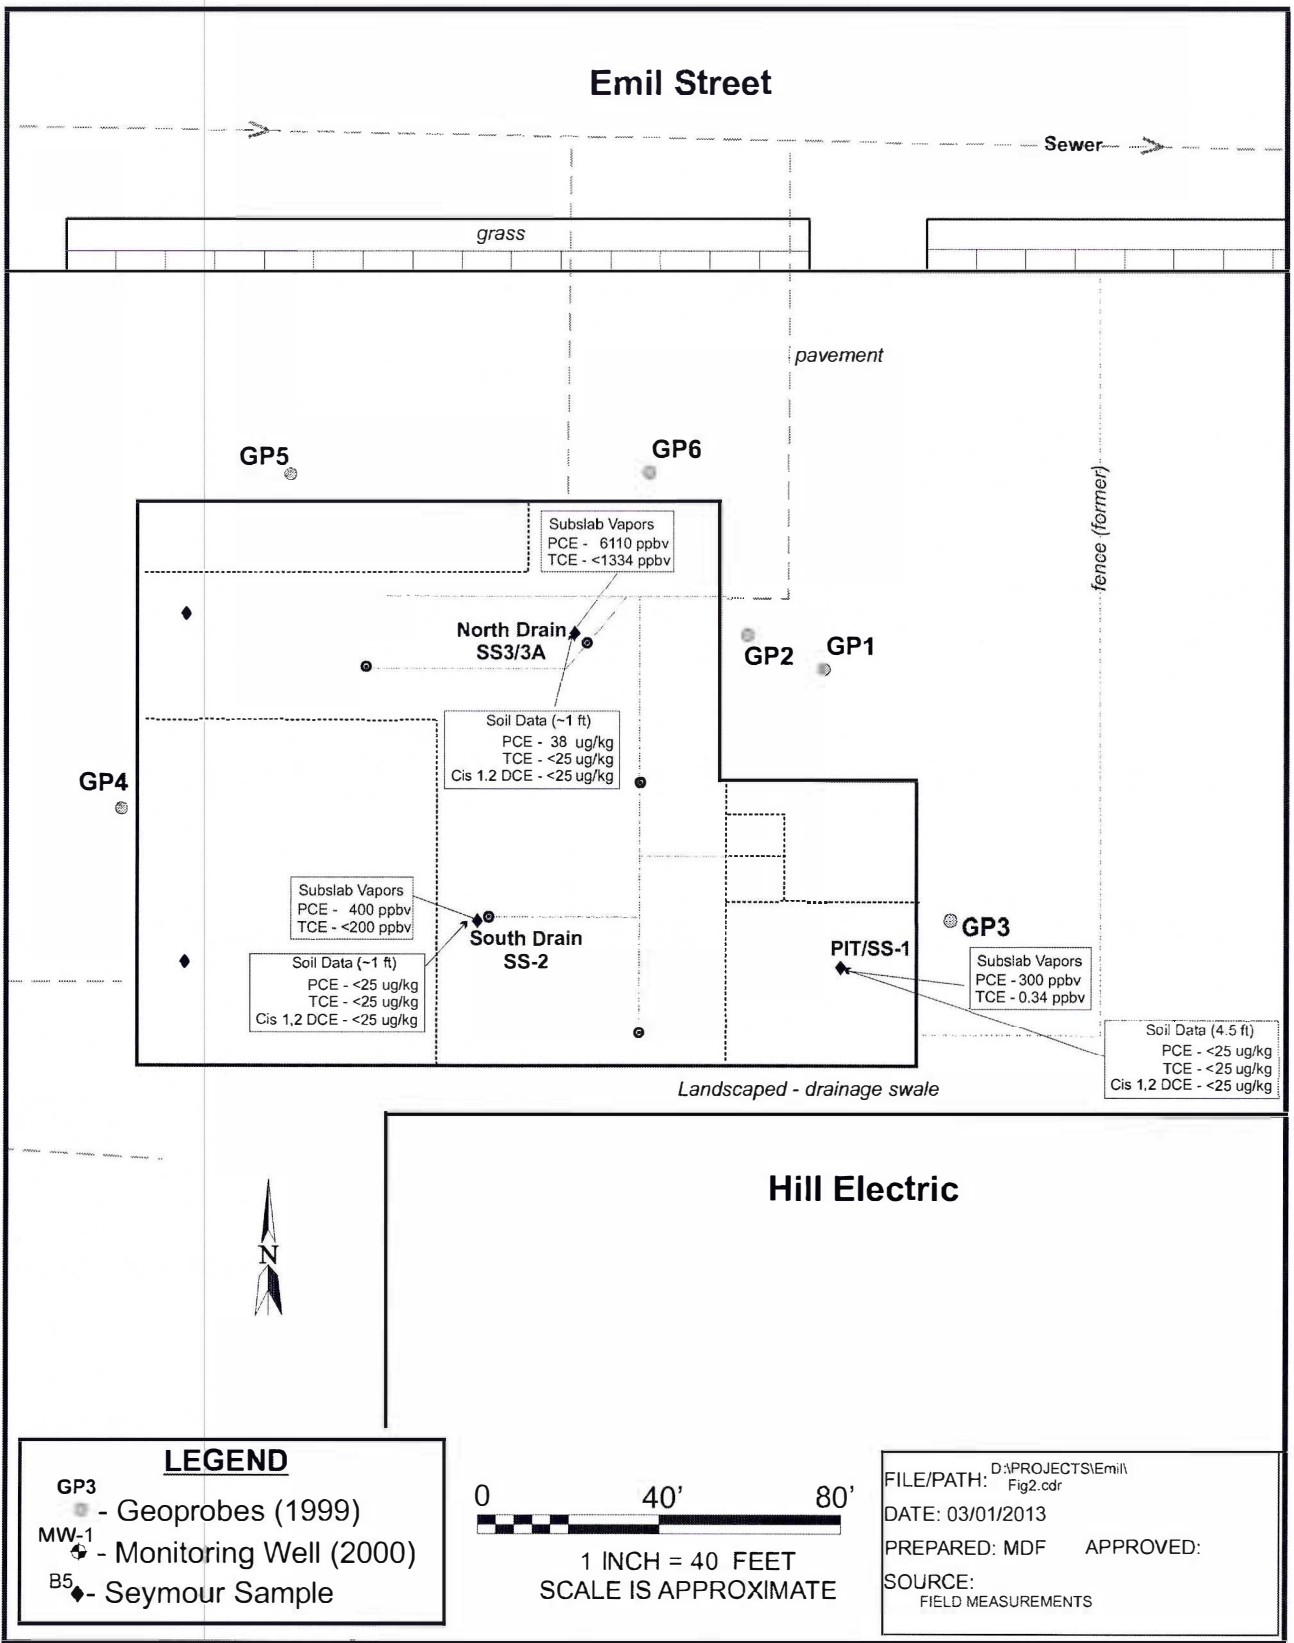 Emil Street
Sewer
grass
pavement
GP5
GP6
fence (former)
Subslab Vapors
PCE - 6110 ppbv
TCE - <1334 ppbv
North Drain
SS3/3A
GP2
GP1
Soil Data (~1 ft)
PCE - 38 ug/kg
TCE - <25 ug/kg
Cis 1.2 DCE - <25 ug/kg
GP4
Subslab Vapors
PCE - 400 ppbv
TCE - <200 ppbv
South Drain
SS-2
Soil Data (~1 ft)
PCE - <25 ug/kg
TCE - <25 ug/kg
Cis 1,2 DCE - <25 ug/kg
GP3
PIT/SS-1
Subslab Vapors
PCE - 300 ppbv
TCE - 0.34 ppbv
Soil Data (4.5 ft)
PCE - <25 ug/kg
TCE - <25 ug/kg
Cis 1,2 DCE - <25 ug/kg
Landscaped - drainage swale
Hill Electric
N
LEGEND
GP3
- Geoprobes (1999)
MW-1
- Monitoring Well (2000)
B5
- Seymour Sample
0 40' 80'
1 INCH = 40 FEET
SCALE IS APPROXIMATE
FILE/PATH: D:\PROJECTS\Emil\
Fig2.cdr
DATE: 03/01/2013
PREPARED: MDF APPROVED:
SOURCE:
FIELD MEASUREMENTS